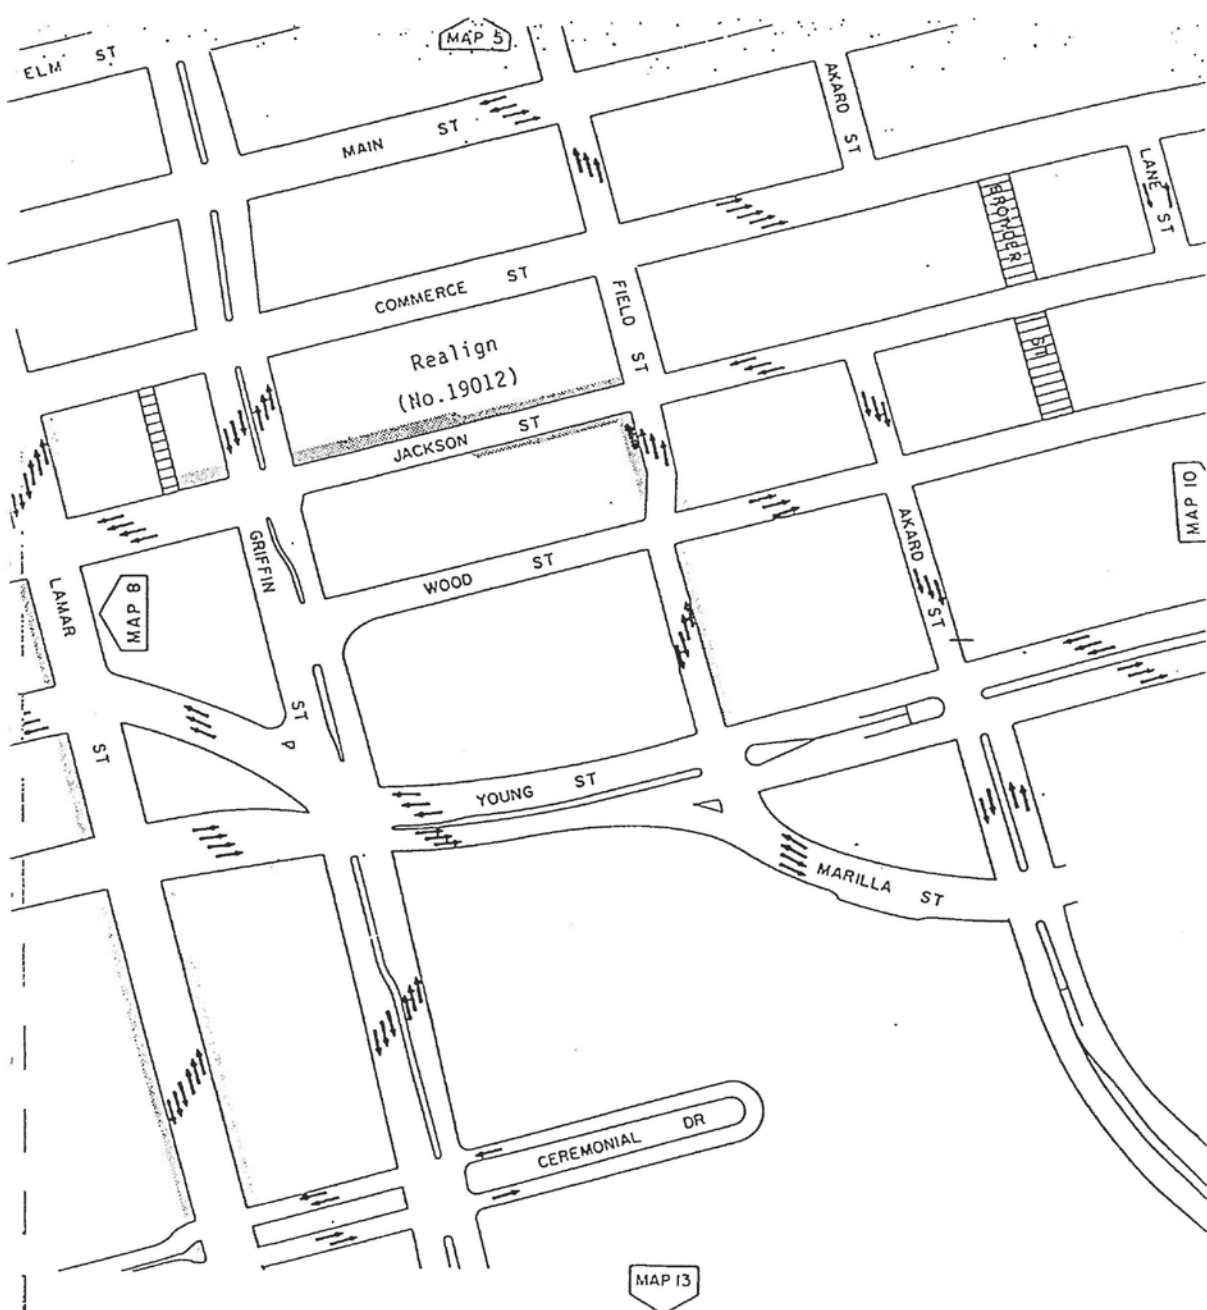 MAP 5
ELM ST
MAIN ST
AKARD ST
LANE ST
BRONDER
ST
COMMERCE ST
FIELD ST
Realign
(No.19012)
JACKSON ST
MAP 10
GRIFFIN ST
AKARD ST
LAMAR ST
MAP 8
WOOD ST
YOUNG ST
MARILLA ST
CEREMONIAL DR
MAP 13